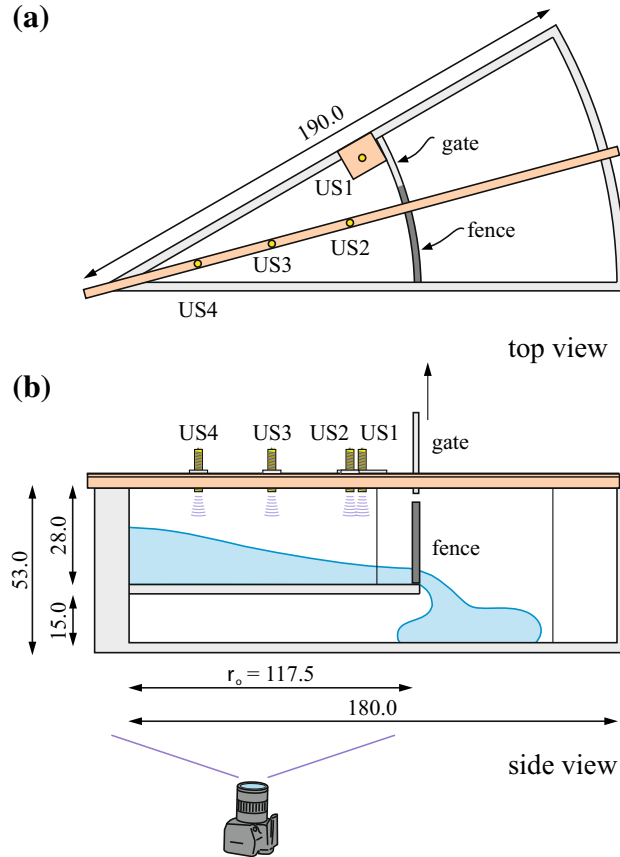 (a)
190.0
gate
US1
US2
fence
US3
US4
top view
(b)
US4 US3 US2 US1
gate
fence
53.0
28.0
15.0
rₒ = 117.5
180.0
side view